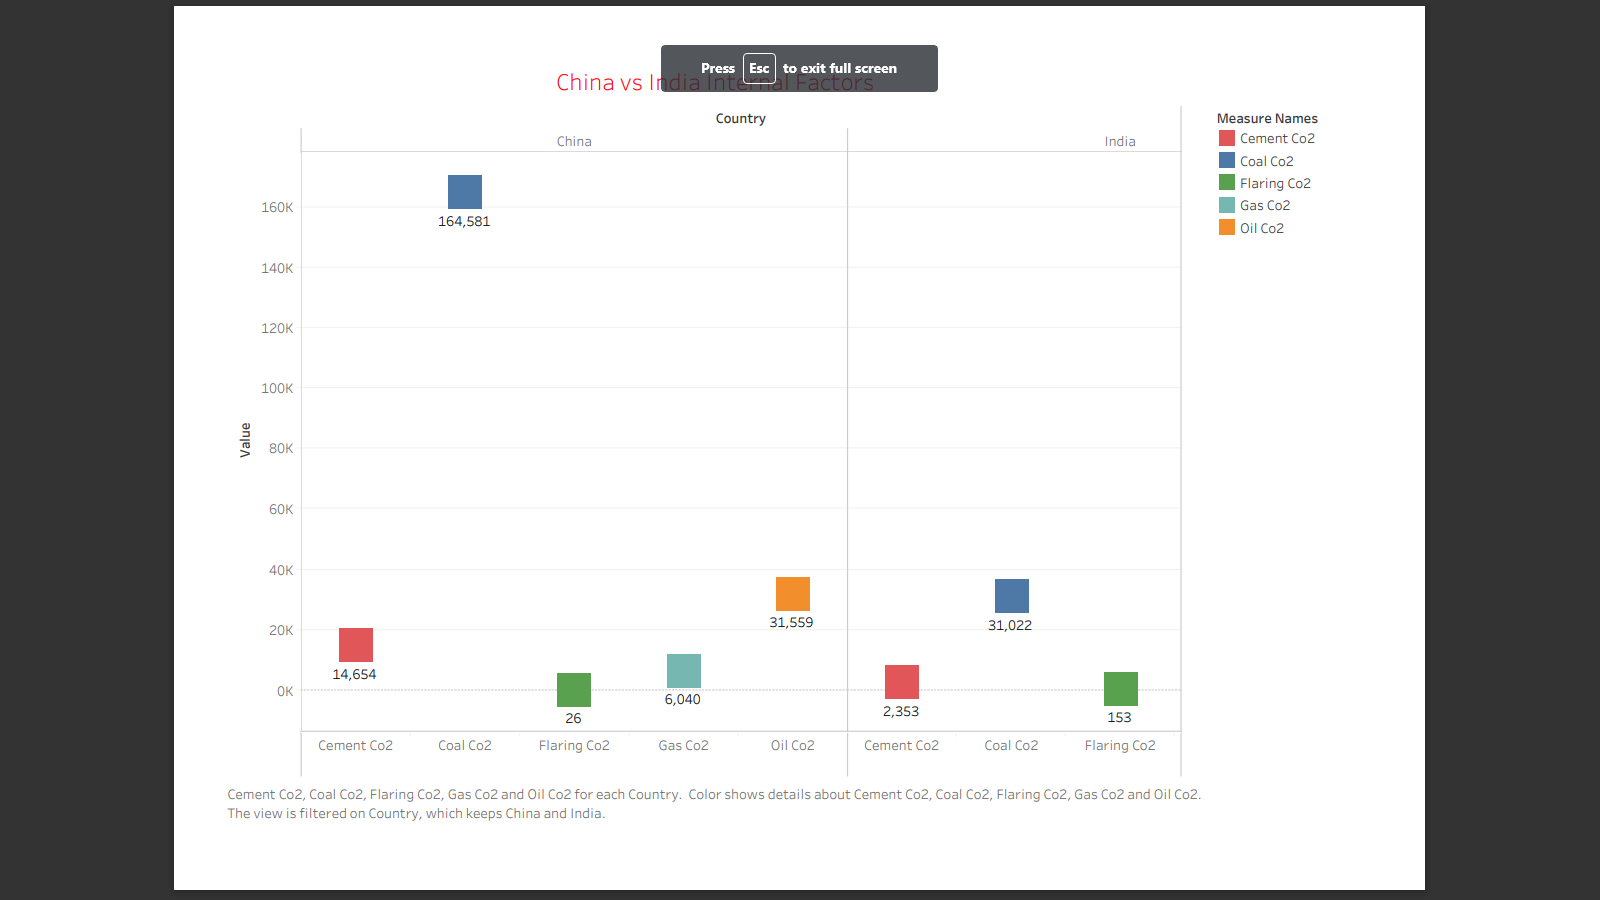 Press Esc to exit full screen
China vs India Internal Factors
Country
China
India
Measure Names
Cement Co2
Coal Co2
Flaring Co2
Gas Co2
Oil Co2
Value
160K
140K
120K
100K
80K
60K
40K
20K
0K
164,581
14,654
26
6,040
31,559
2,353
31,022
153
Cement Co2 Coal Co2 Flaring Co2 Gas Co2 Oil Co2 Cement Co2 Coal Co2 Flaring Co2
Cement Co2, Coal Co2, Flaring Co2, Gas Co2 and Oil Co2 for each Country. Color shows details about Cement Co2, Coal Co2, Flaring Co2, Gas Co2 and Oil Co2.
The view is filtered on Country, which keeps China and India.